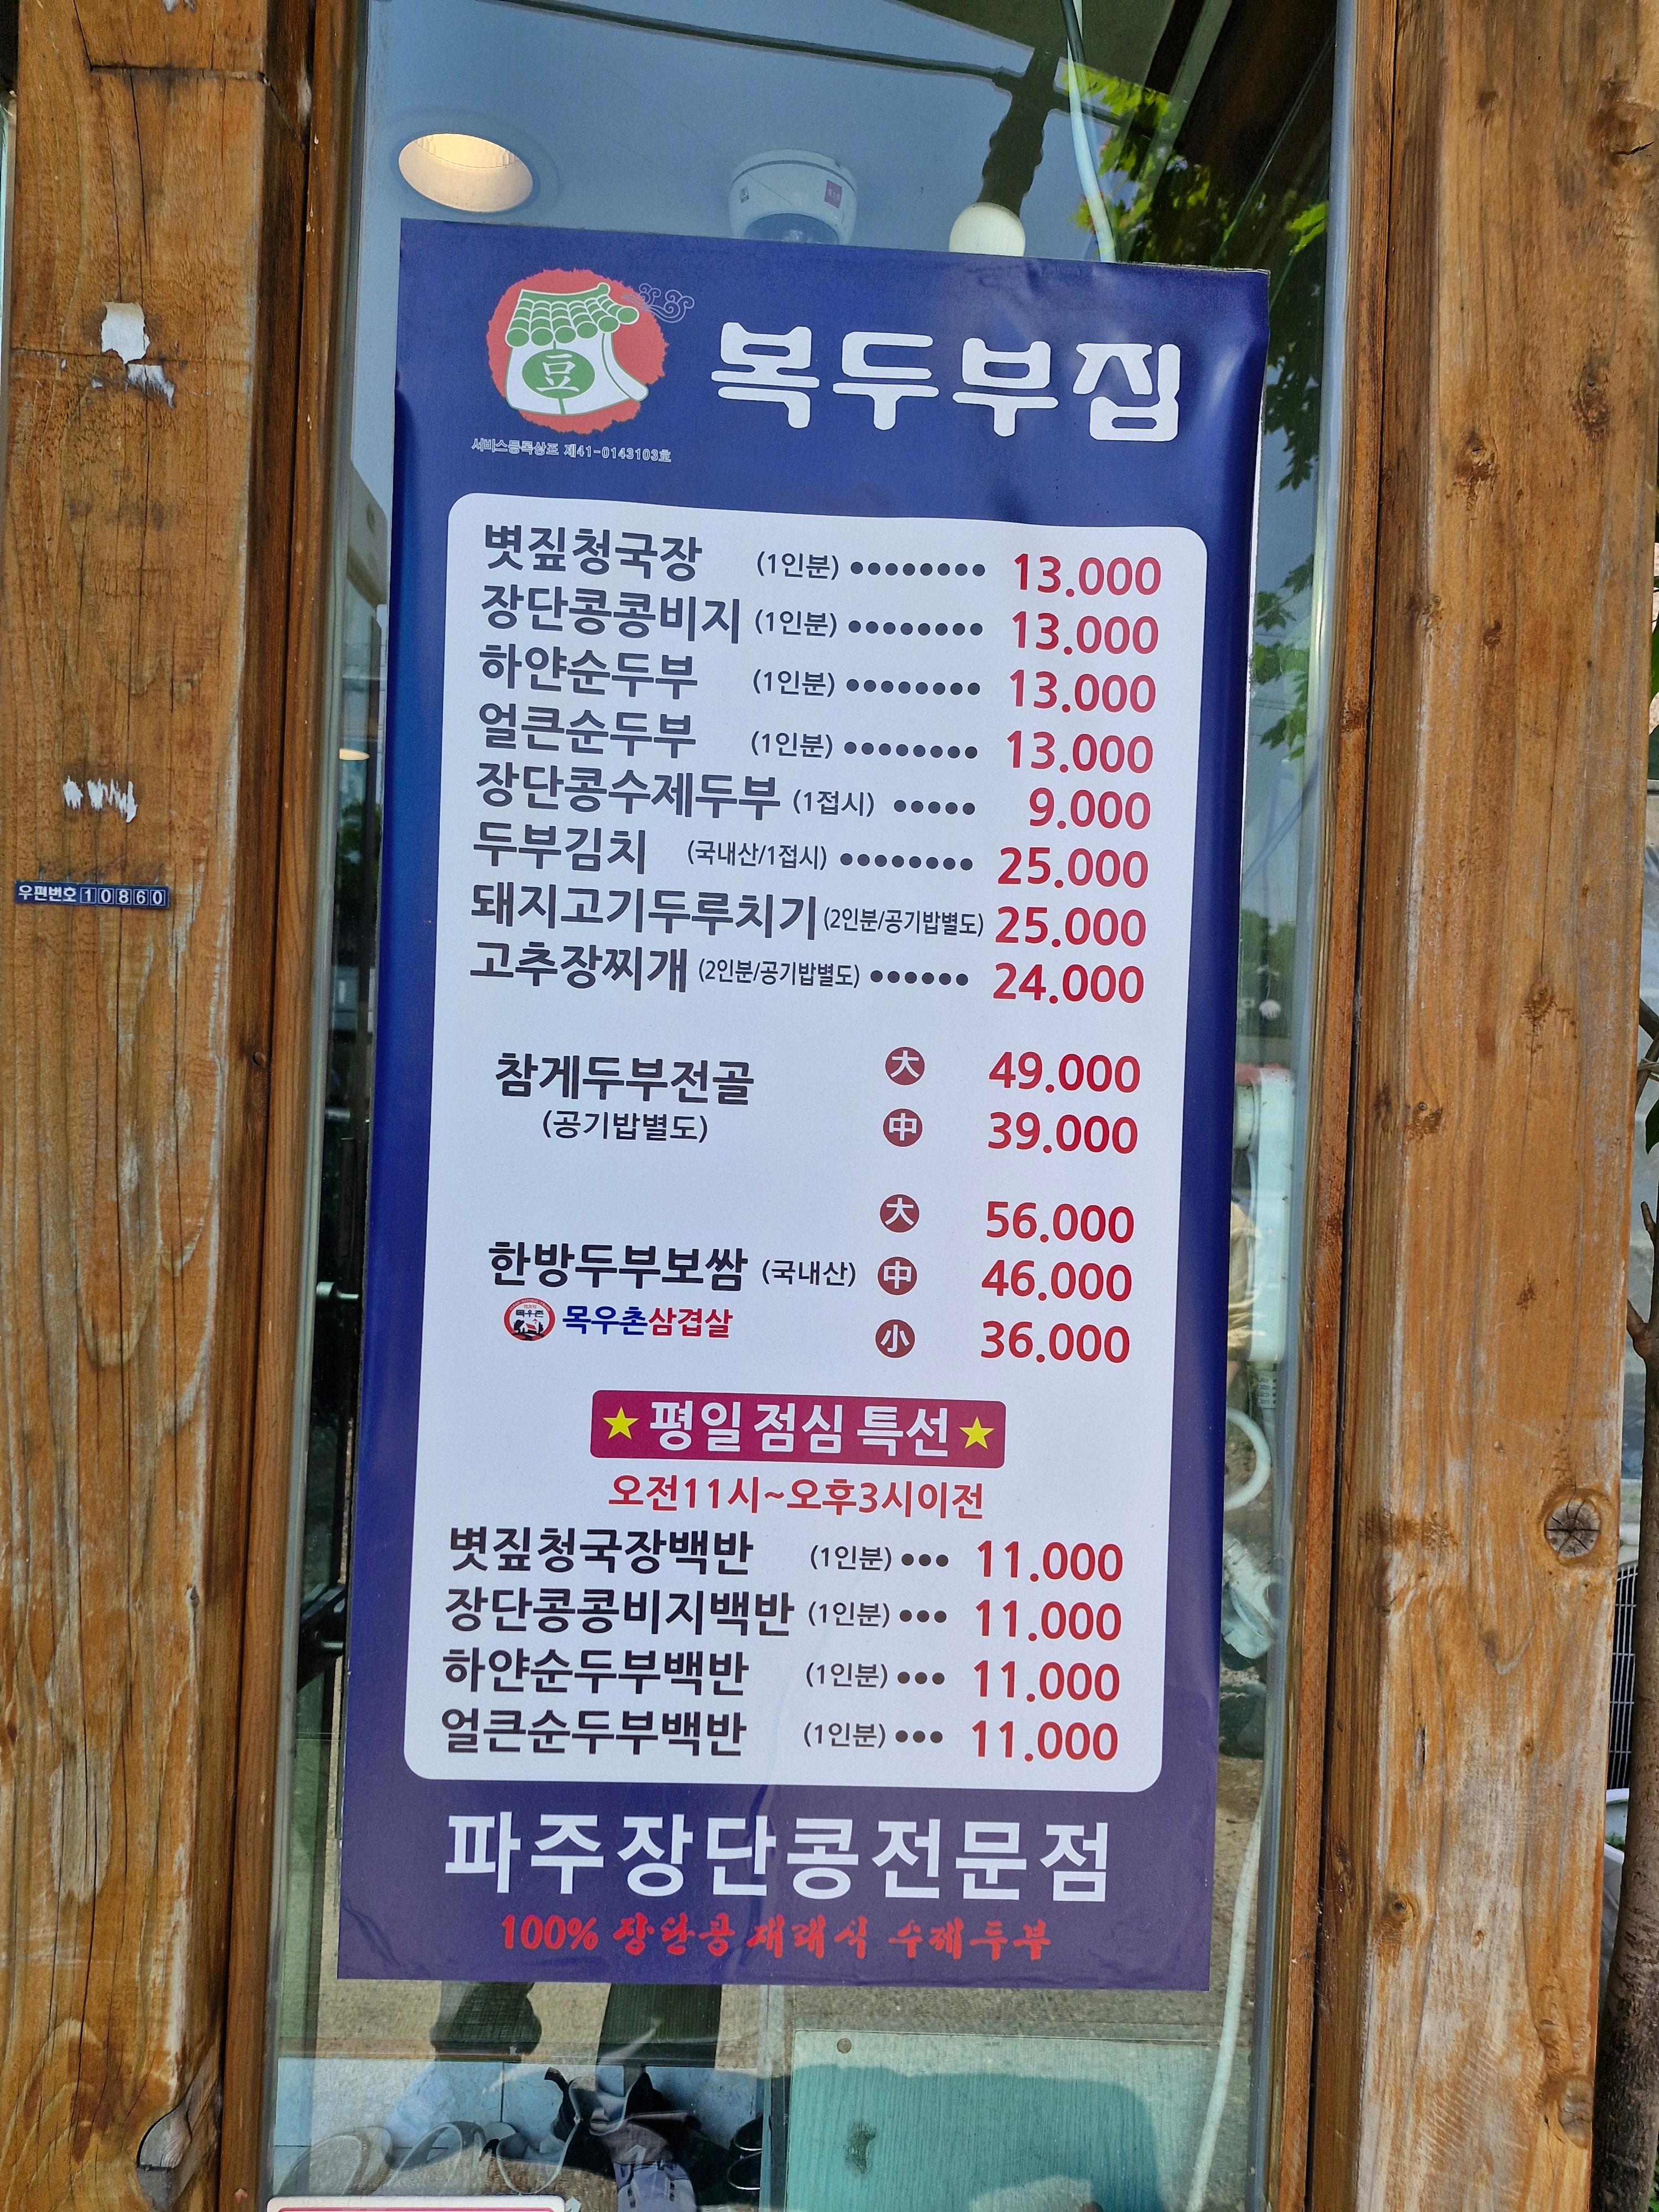 豆
복두부집
서비스등록상표 제41-0143103호
볏짚청국장 (1인분) ●●●●●●●● 13.000
장단콩콩비지 (1인분) ●●●●●●●● 13.000
하얀순두부 (1인분) ●●●●●●●● 13.000
얼큰순두부 (1인분) ●●●●●●●● 13.000
장단콩수제두부 (1접시) ●●●●● 9.000
두부김치 (국내산/1접시) ●●●●●●●● 25.000
돼지고기두루치기 (2인분/공기밥별도) 25.000
고추장찌개 (2인분/공기밥별도) ●●●●●● 24.000
참게두부전골 大 49.000
(공기밥별도) 中 39.000
大 56.000
한방두부보쌈 (국내산) 中 46.000
목우촌 목우촌삼겹살 小 36.000
★평일 점심 특선★
오전11시~오후3시이전
볏짚청국장백반 (1인분) ●●● 11.000
장단콩콩비지백반 (1인분) ●●● 11.000
하얀순두부백반 (1인분) ●●● 11.000
얼큰순두부백반 (1인분) ●●● 11.000
파주장단콩전문점
100% 장단콩 재래식 수제두부
우편번호 10860